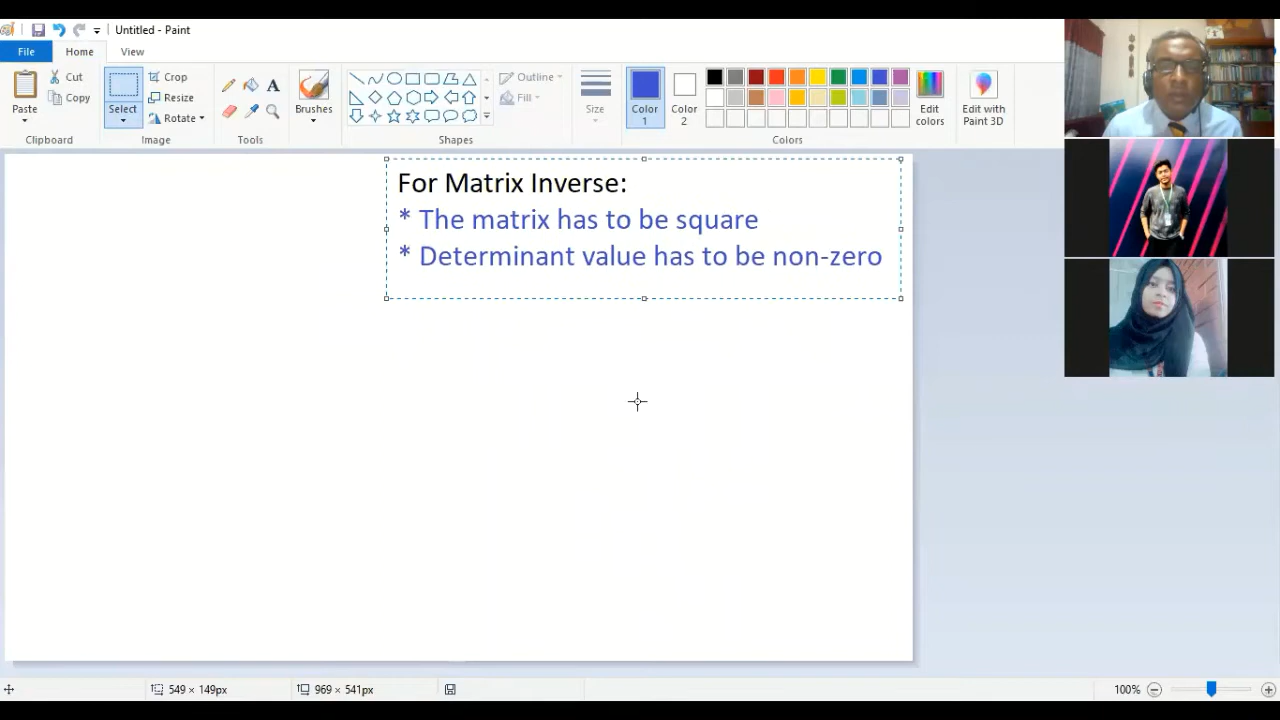 Untitled - Paint
File
Home
View
Paste
Cut
Copy
Clipboard
Select
Crop
Resize
Rotate
Image
Tools
Brushes
Shapes
Outline
Fill
Size
Color 1
Color 2
Edit colors
Edit with Paint 3D
Colors
For Matrix Inverse:
* The matrix has to be square
* Determinant value has to be non-zero
549 × 149px
969 × 541px
100%